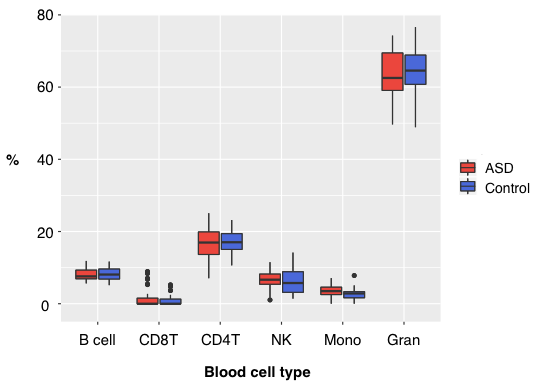 80
60
%
40
20
0
ASD
Control
B cell CD8T CD4T NK Mono Gran
Blood cell type